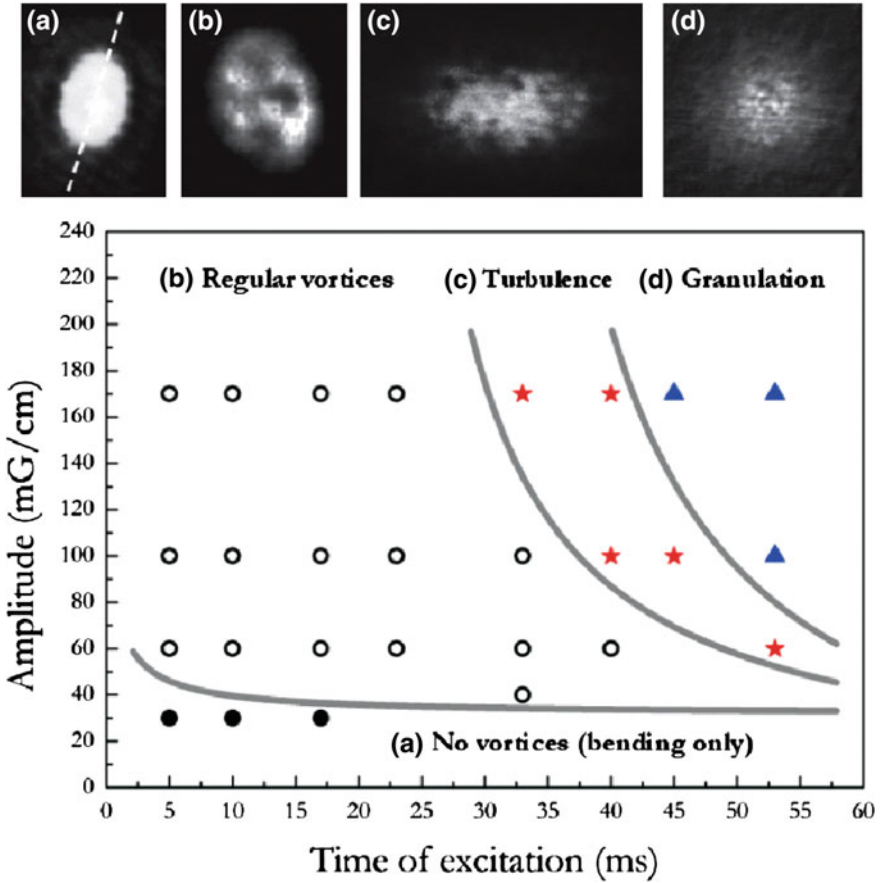 (a) (b) (c) (d)
240
220
200
180
160
140
120
100
80
60
40
20
0
Amplitude (mG/cm)
(b) Regular vortices (c) Turbulence (d) Granulation
(a) No vortices (bending only)
0 5 10 15 20 25 30 35 40 45 50 55 60
Time of excitation (ms)